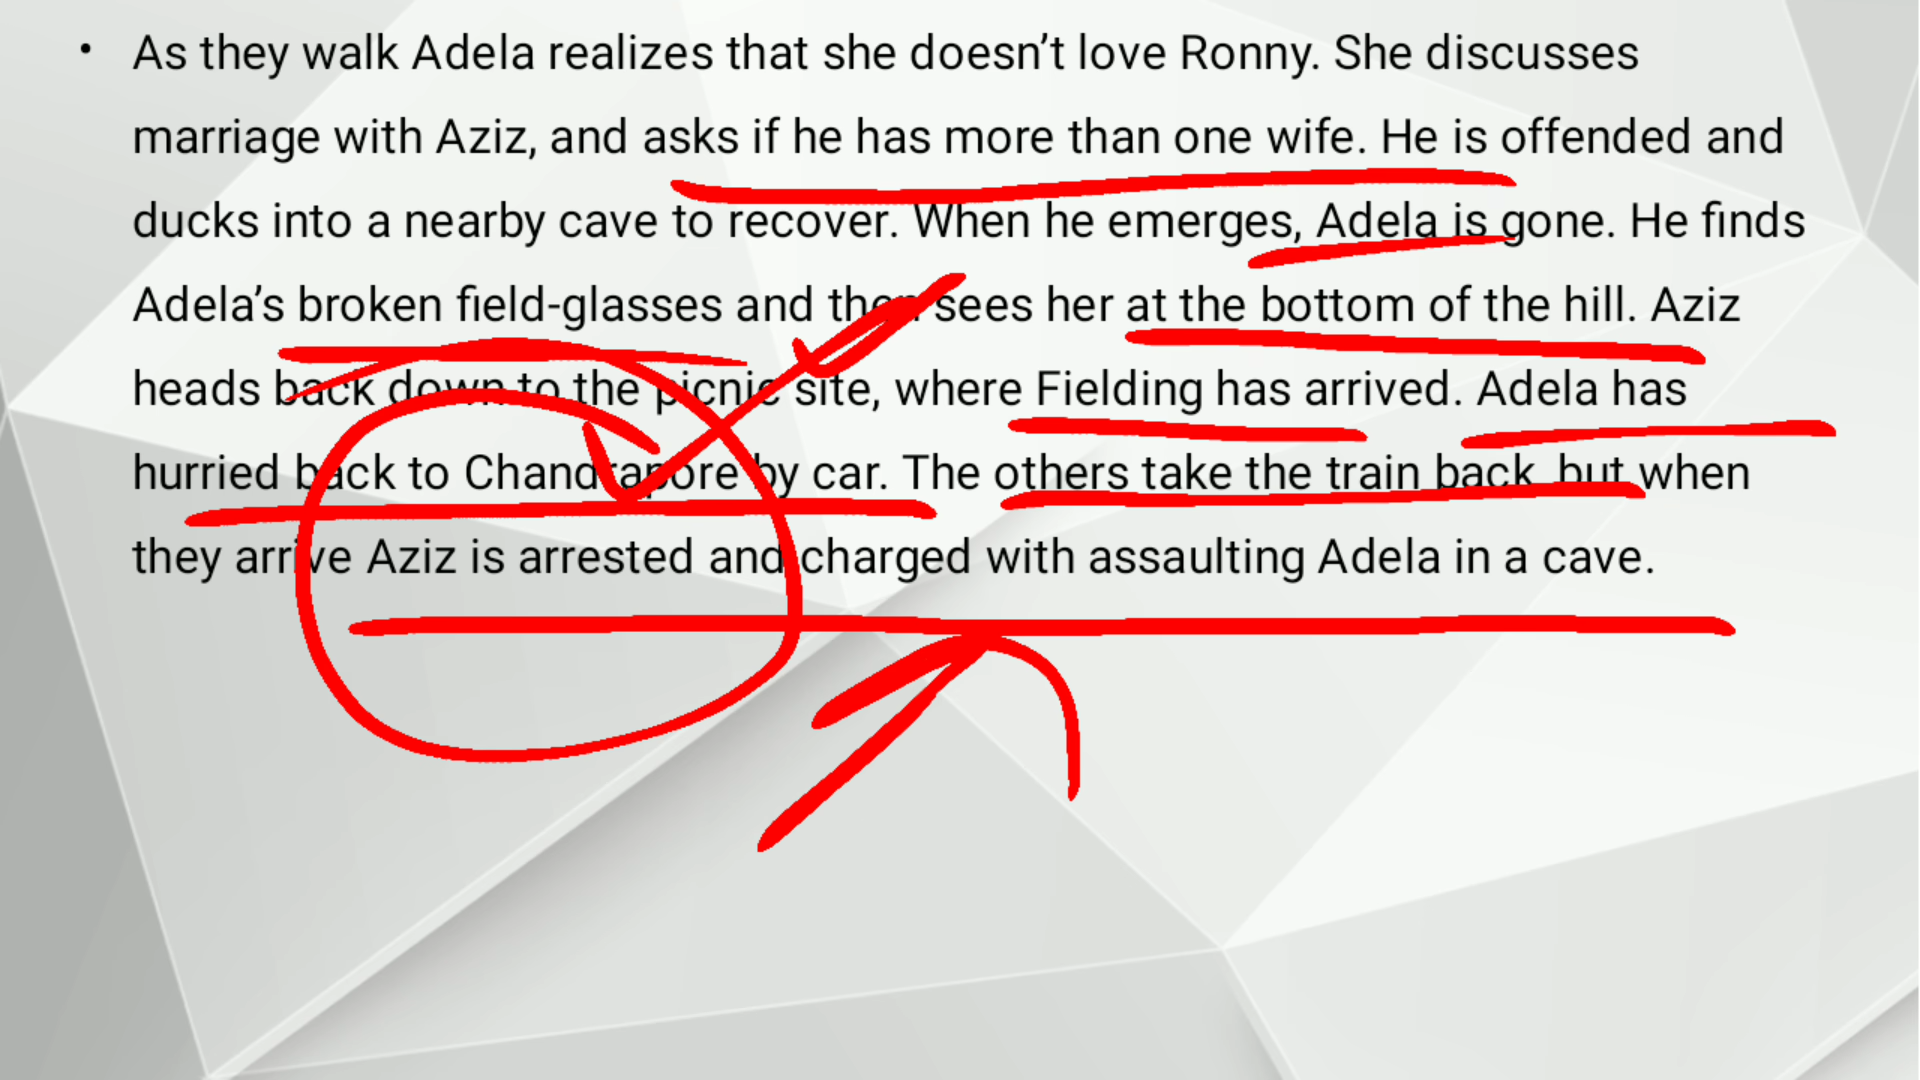 • As they walk Adela realizes that she doesn’t love Ronny. She discusses
marriage with Aziz, and asks if he has more than one wife. He is offended and
ducks into a nearby cave to recover. When he emerges, Adela is gone. He finds
Adela’s broken field-glasses and then sees her at the bottom of the hill. Aziz
heads back down to the picnic site, where Fielding has arrived. Adela has
hurried back to Chandrapore by car. The others take the train back, but when
they arrive Aziz is arrested and charged with assaulting Adela in a cave.